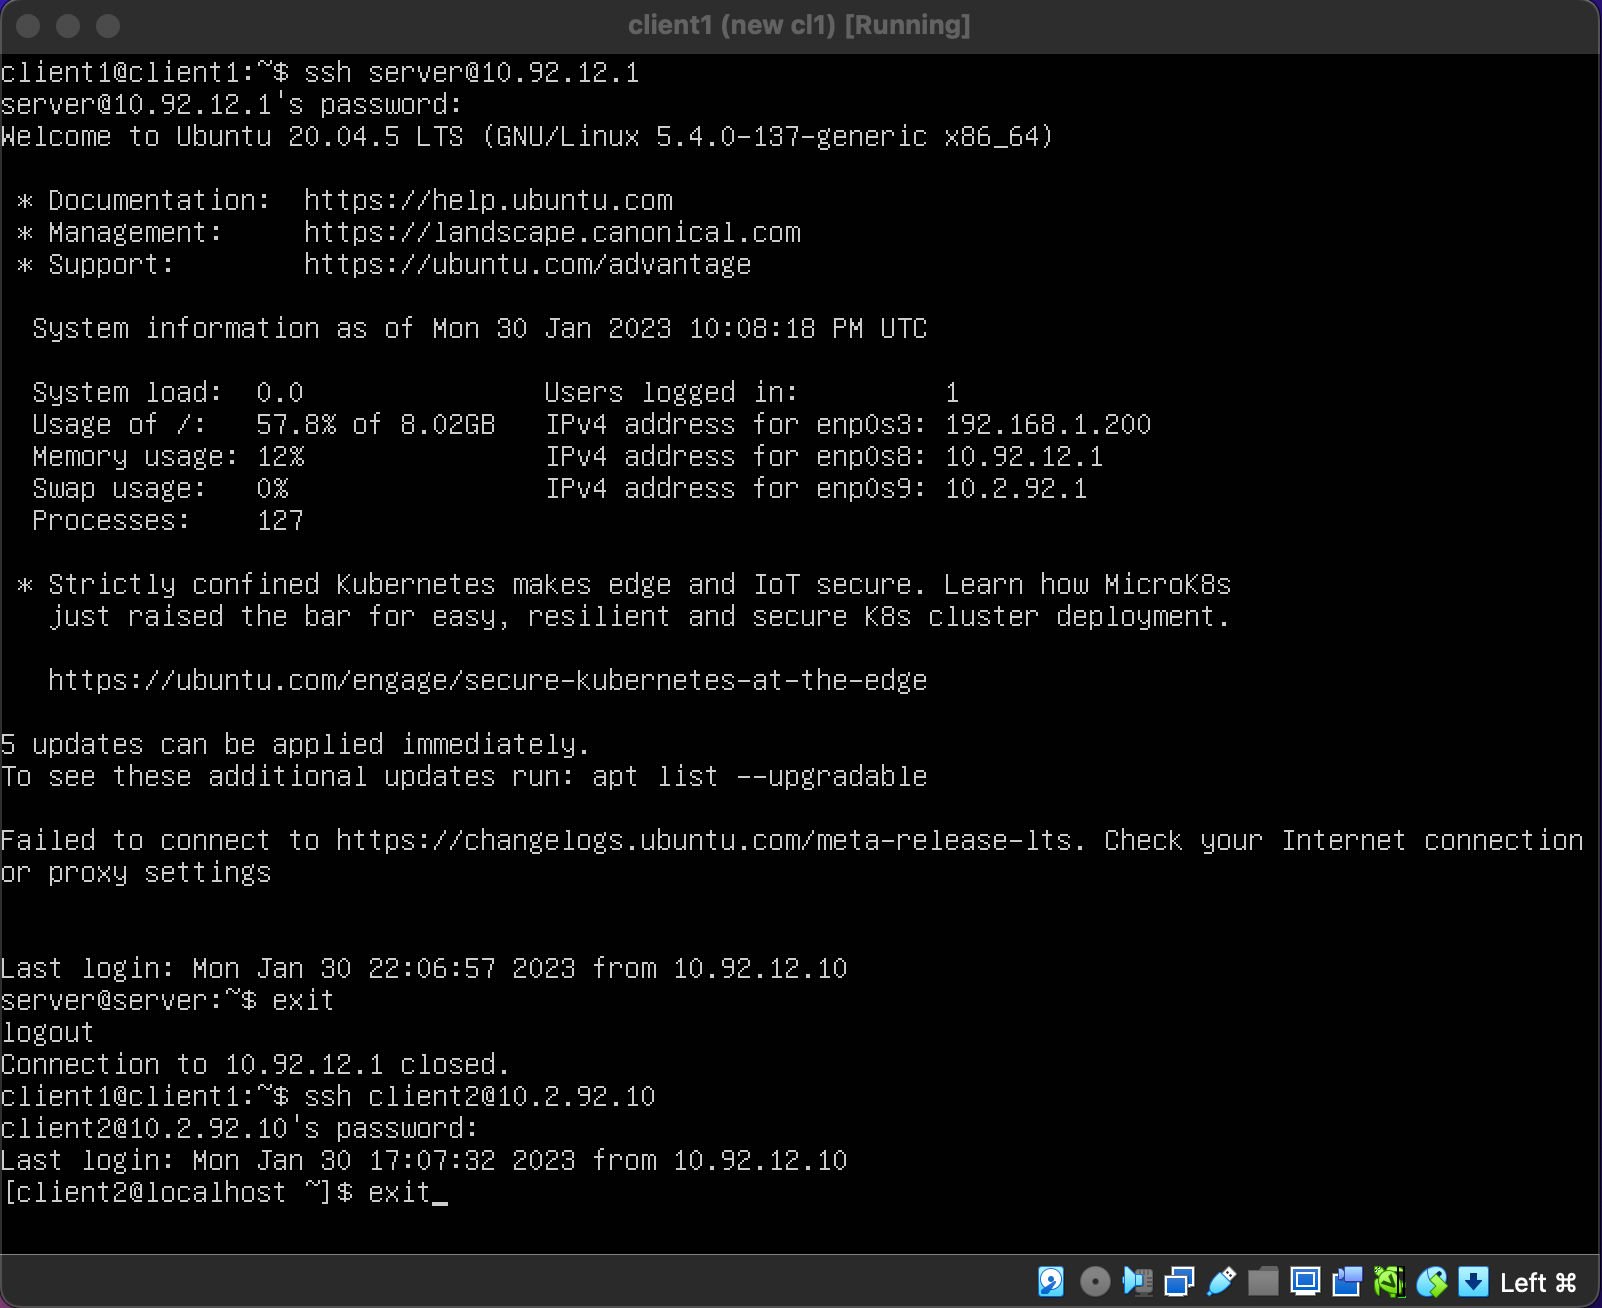 client1 (new cl1) [Running]
client1@client1:~$ ssh server@10.92.12.1
server@10.92.12.1's password:
Welcome to Ubuntu 20.04.5 LTS (GNU/Linux 5.4.0-137-generic x86_64)
* Documentation:  https://help.ubuntu.com
* Management:     https://landscape.canonical.com
* Support:        https://ubuntu.com/advantage
System information as of Mon 30 Jan 2023 10:08:18 PM UTC
System load:  0.0               Users logged in:         1
Usage of /:   57.8% of 8.02GB   IPv4 address for enp0s3: 192.168.1.200
Memory usage: 12%               IPv4 address for enp0s8: 10.92.12.1
Swap usage:   0%                IPv4 address for enp0s9: 10.2.92.1
Processes:    127
* Strictly confined Kubernetes makes edge and IoT secure. Learn how MicroK8s
just raised the bar for easy, resilient and secure K8s cluster deployment.
https://ubuntu.com/engage/secure-kubernetes-at-the-edge
5 updates can be applied immediately.
To see these additional updates run: apt list --upgradable
Failed to connect to https://changelogs.ubuntu.com/meta-release-lts. Check your Internet connection
or proxy settings
Last login: Mon Jan 30 22:06:57 2023 from 10.92.12.10
server@server:~$ exit
logout
Connection to 10.92.12.1 closed.
client1@client1:~$ ssh client2@10.2.92.10
client2@10.2.92.10's password:
Last login: Mon Jan 30 17:07:32 2023 from 10.92.12.10
[client2@localhost ~]$ exit_
Left ⌘